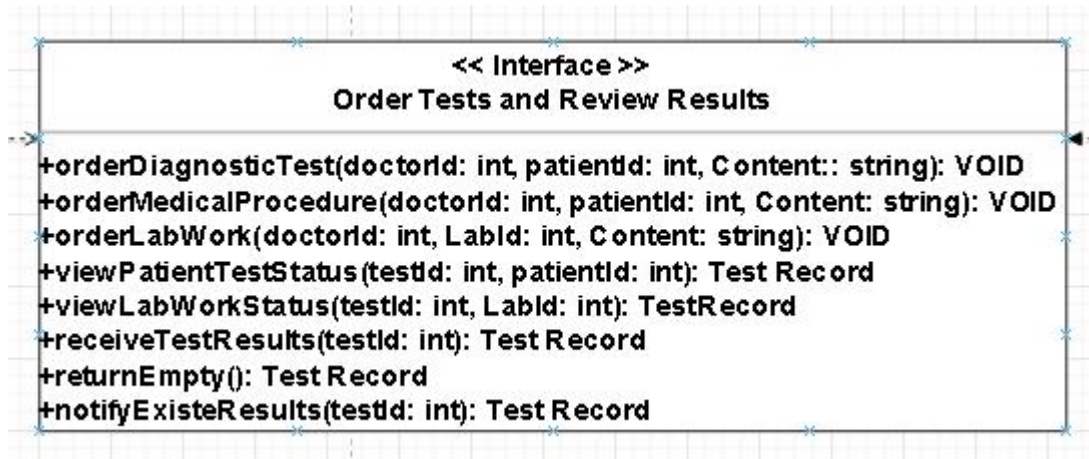 << Interface >>
Order Tests and Review Results
+orderDiagnosticTest(doctorId: int, patientId: int, Content:: string): VOID
+orderMedicalProcedure(doctorId: int, patientId: int, Content: string): VOID
+orderLabWork(doctorId: int, LabId: int, Content: string): VOID
+viewPatientTestStatus(testId: int, patientId: int): Test Record
+viewLabWorkStatus(testId: int, LabId: int): TestRecord
+receiveTestResults(testId: int): Test Record
+returnEmpty(): Test Record
+notifyExisteResults(testId: int): Test Record